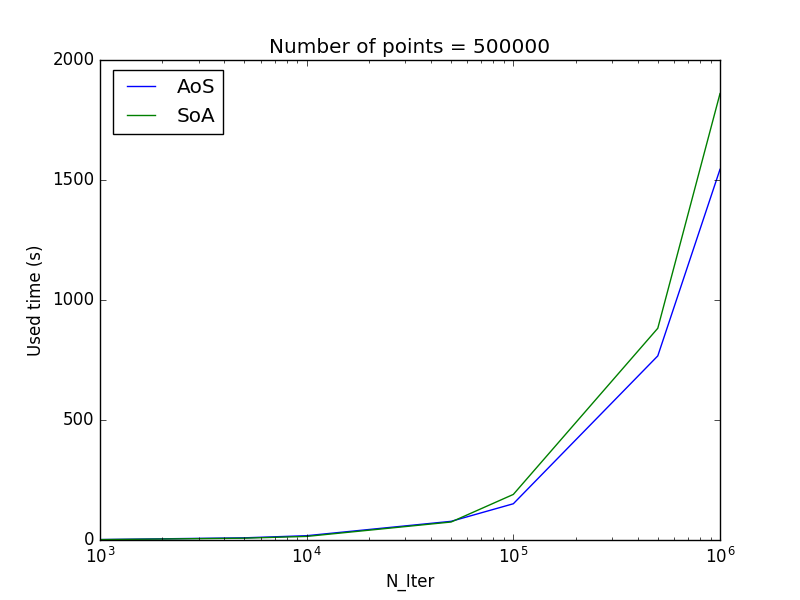 Number of points = 500000
AoS
SoA
2000
1500
1000
500
0
Used time (s)
10³ 10⁴ 10⁵ 10⁶
N_Iter